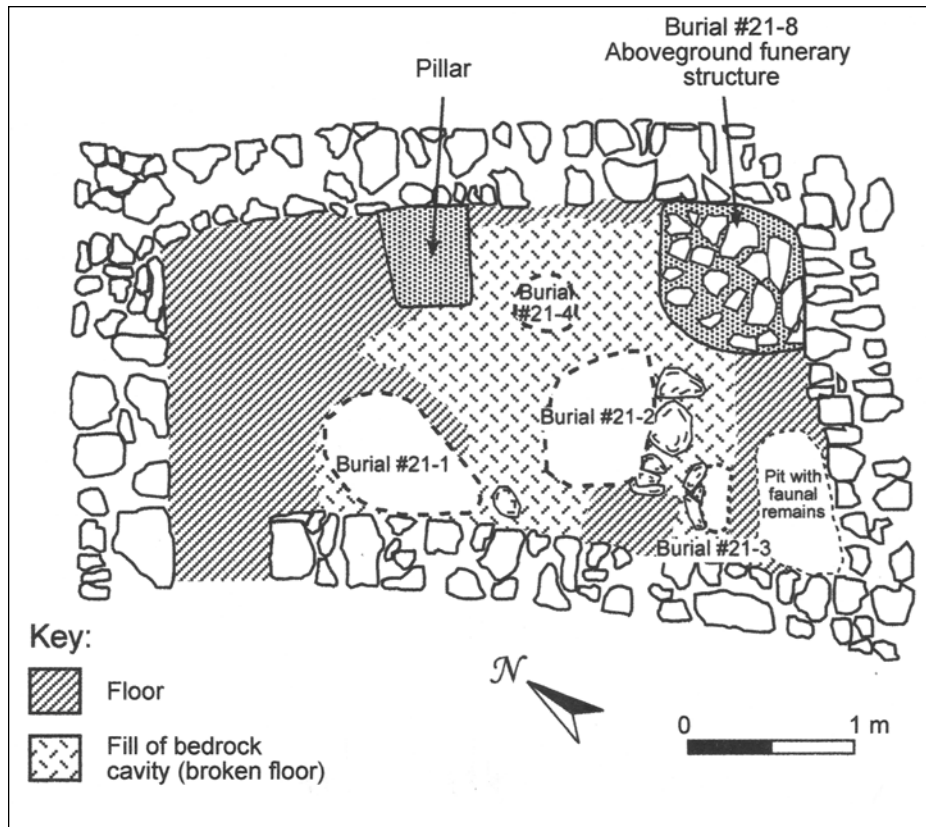 Burial #21-8
Aboveground funerary
structure
Pillar
Burial
#21-4
Burial #21-2
Burial #21-1
Pit with
faunal
remains
Burial #21-3
Key:
Floor
Fill of bedrock
cavity (broken floor)
N
0 1 m